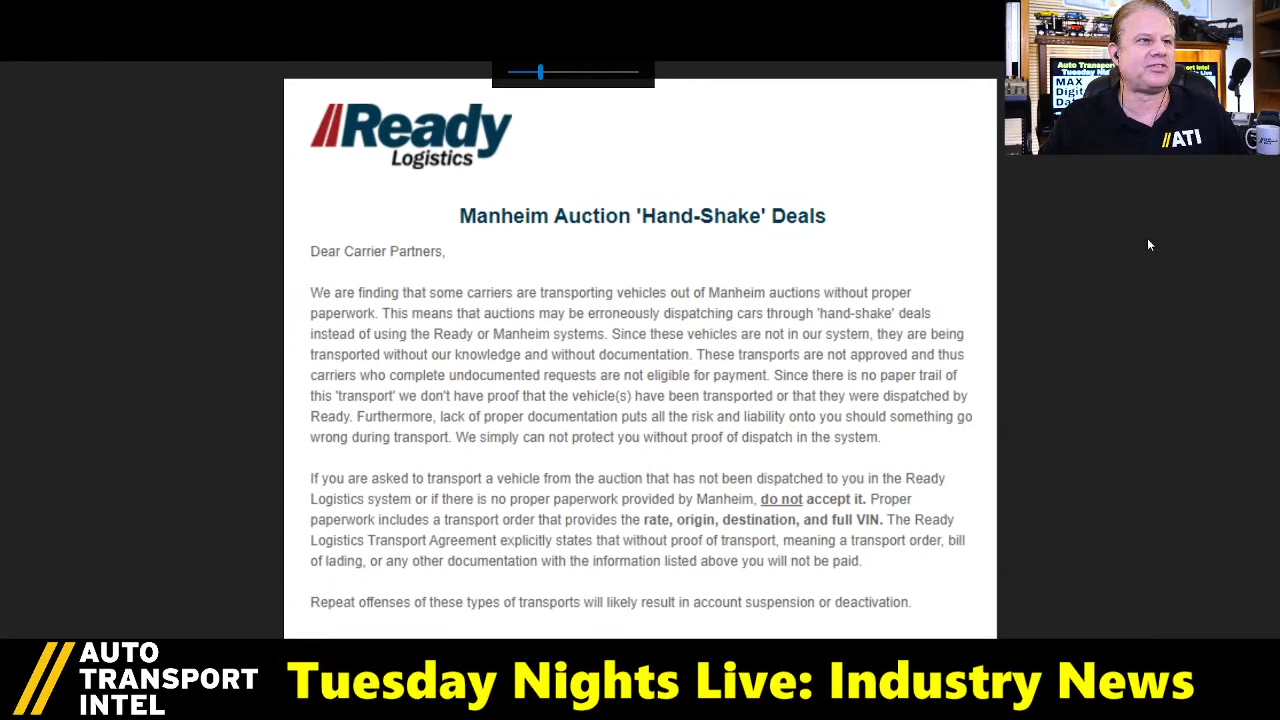 Ready
Logistics
Manheim Auction 'Hand-Shake' Deals
Dear Carrier Partners,
We are finding that some carriers are transporting vehicles out of Manheim auctions without proper
paperwork. This means that auctions may be erroneously dispatching cars through 'hand-shake' deals
instead of using the Ready or Manheim systems. Since these vehicles are not in our system, they are being
transported without our knowledge and without documentation. These transports are not approved and thus
carriers who complete undocumented requests are not eligible for payment. Since there is no paper trail of
this 'transport' we don't have proof that the vehicle(s) have been transported or that they were dispatched by
Ready. Furthermore, lack of proper documentation puts all the risk and liability onto you should something go
wrong during transport. We simply can not protect you without proof of dispatch in the system.
If you are asked to transport a vehicle from the auction that has not been dispatched to you in the Ready
Logistics system or if there is no proper paperwork provided by Manheim, do not accept it. Proper
paperwork includes a transport order that provides the rate, origin, destination, and full VIN. The Ready
Logistics Transport Agreement explicitly states that without proof of transport, meaning a transport order, bill
of lading, or any other documentation with the information listed above you will not be paid.
Repeat offenses of these types of transports will likely result in account suspension or deactivation.
Auto Transport
Tuesday Ni
MAX
Digit
Da
ntel
Live
ATI
AUTO
TRANSPORT
INTEL
Tuesday Nights Live: Industry News